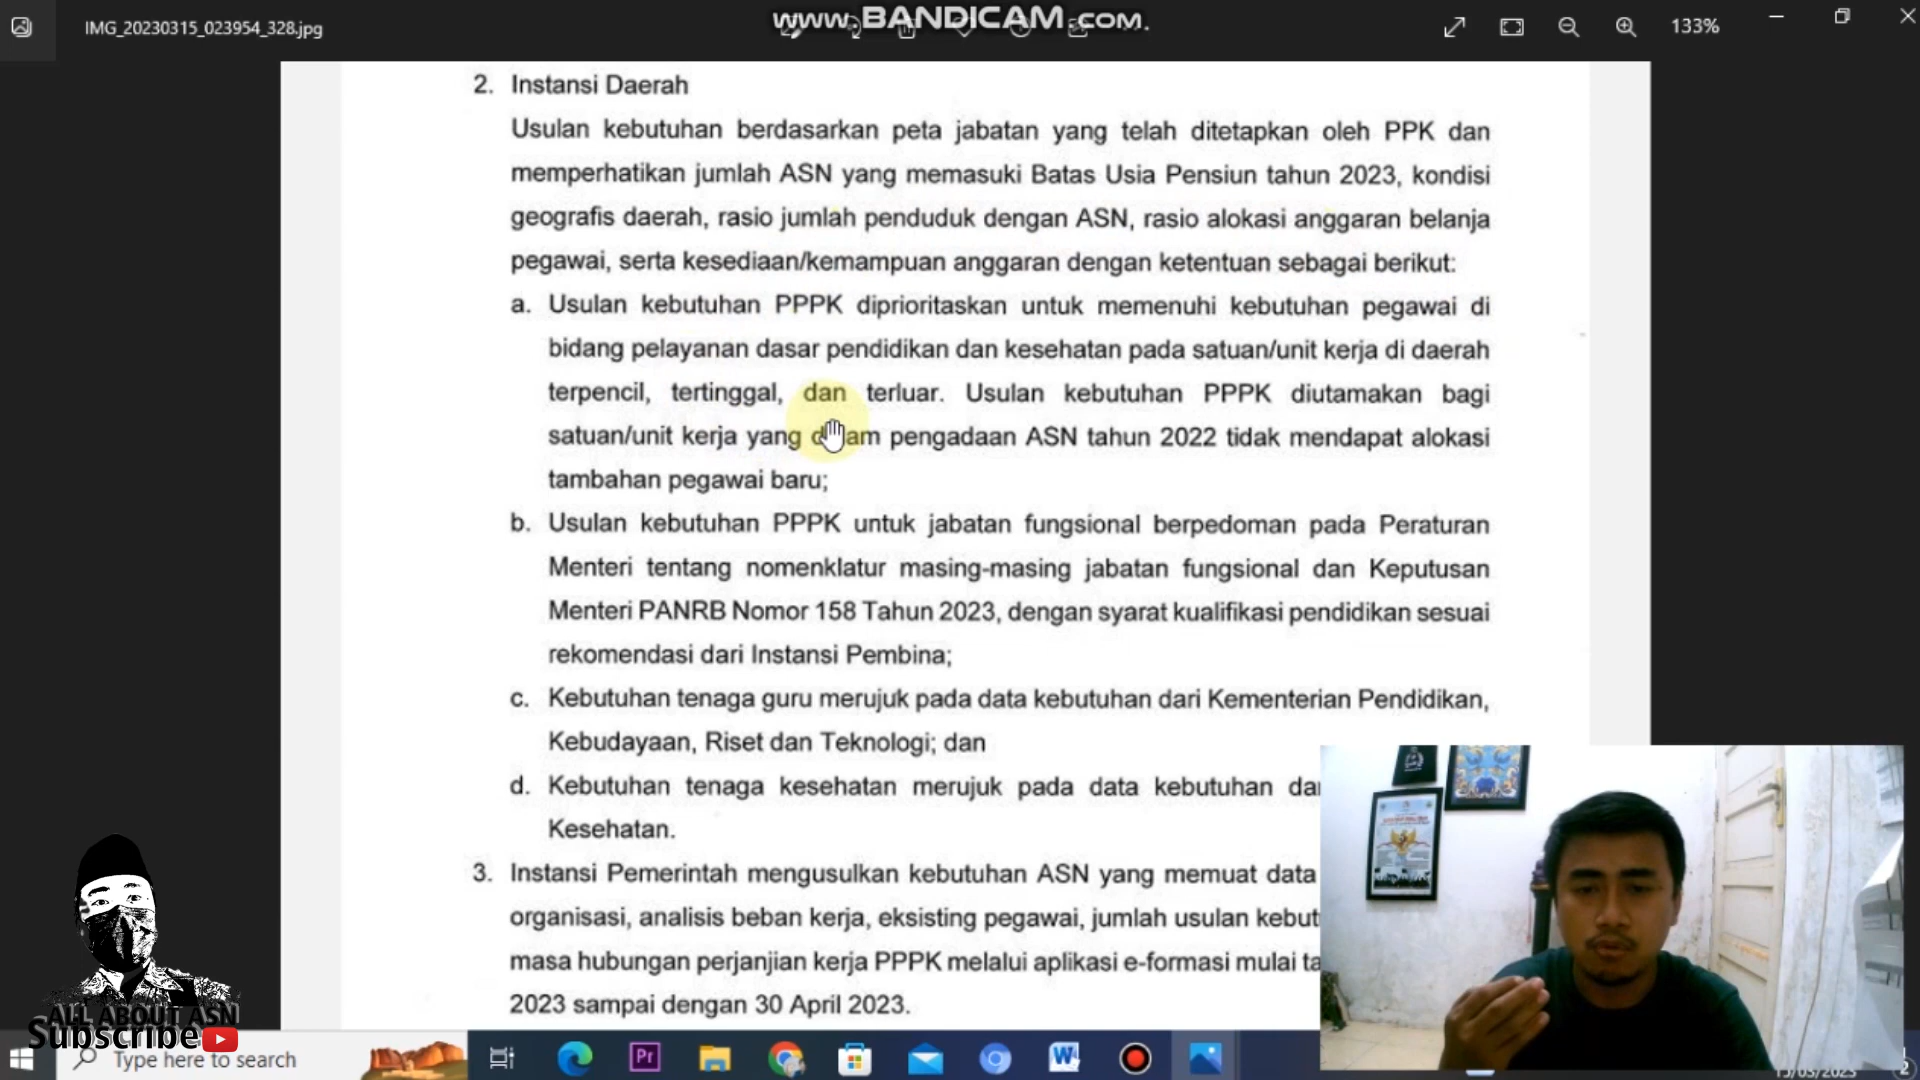 IMG_20230315_023954_328.jpg
www.BANDICAM.com.
133%
2. Instansi Daerah
Usulan kebutuhan berdasarkan peta jabatan yang telah ditetapkan oleh PPK dan
memperhatikan jumlah ASN yang memasuki Batas Usia Pensiun tahun 2023, kondisi
geografis daerah, rasio jumlah penduduk dengan ASN, rasio alokasi anggaran belanja
pegawai, serta kesediaan/kemampuan anggaran dengan ketentuan sebagai berikut:
a. Usulan kebutuhan PPPK diprioritaskan untuk memenuhi kebutuhan pegawai di
bidang pelayanan dasar pendidikan dan kesehatan pada satuan/unit kerja di daerah
terpencil, tertinggal, dan terluar. Usulan kebutuhan PPPK diutamakan bagi
satuan/unit kerja yang dalam pengadaan ASN tahun 2022 tidak mendapat alokasi
tambahan pegawai baru;
b. Usulan kebutuhan PPPK untuk jabatan fungsional berpedoman pada Peraturan
Menteri tentang nomenklatur masing-masing jabatan fungsional dan Keputusan
Menteri PANRB Nomor 158 Tahun 2023, dengan syarat kualifikasi pendidikan sesuai
rekomendasi dari Instansi Pembina;
c. Kebutuhan tenaga guru merujuk pada data kebutuhan dari Kementerian Pendidikan,
Kebudayaan, Riset dan Teknologi; dan
d. Kebutuhan tenaga kesehatan merujuk pada data kebutuhan da
Kesehatan.
3. Instansi Pemerintah mengusulkan kebutuhan ASN yang memuat data
organisasi, analisis beban kerja, eksisting pegawai, jumlah usulan kebut
masa hubungan perjanjian kerja PPPK melalui aplikasi e-formasi mulai ta
2023 sampai dengan 30 April 2023.
ALL ABOUT ASN
Subscribe
Type here to search
Pr
W
15/03/2023
2